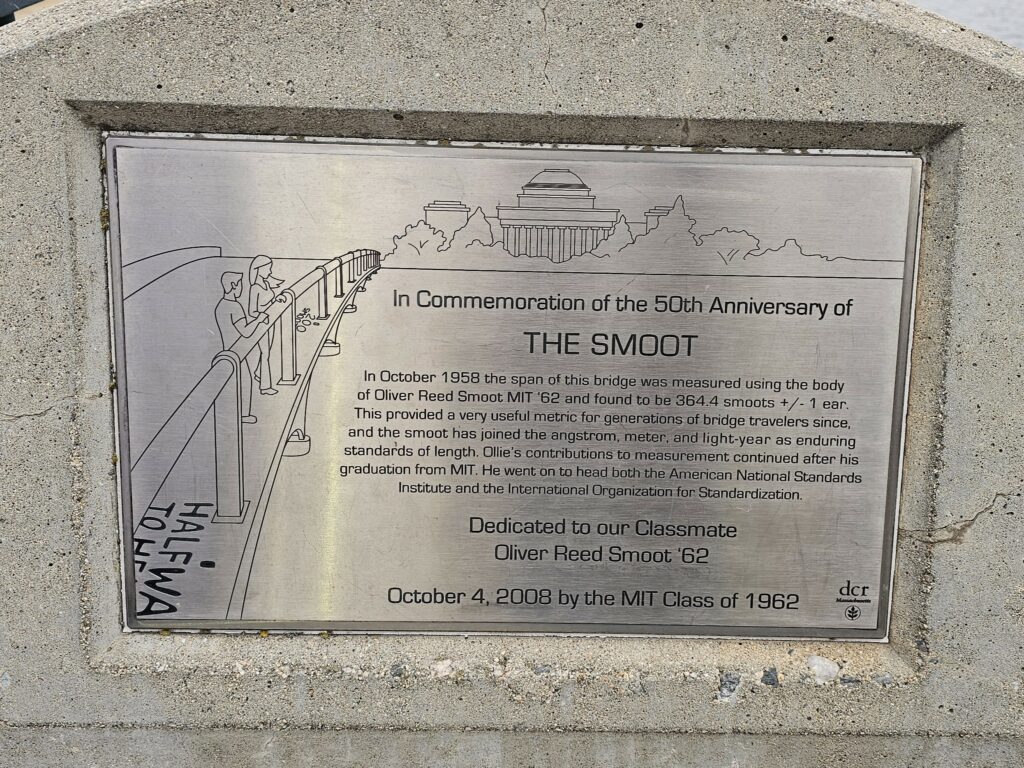 In Commemoration of the 50th Anniversary of
THE SMOOT
In October 1958 the span of this bridge was measured using the body
of Oliver Reed Smoot MIT '62 and found to be 364.4 smoots +/- 1 ear.
This provided a very useful metric for generations of bridge travelers since,
and the smoot has joined the angstrom, meter, and light-year as enduring
standards of length. Ollie's contributions to measurement continued after his
graduation from MIT. He went on to head both the American National Standards
Institute and the International Organization for Standardization.
Dedicated to our Classmate
Oliver Reed Smoot '62
October 4, 2008 by the MIT Class of 1962
dcr
Massachusetts
HALFWA
TO HE